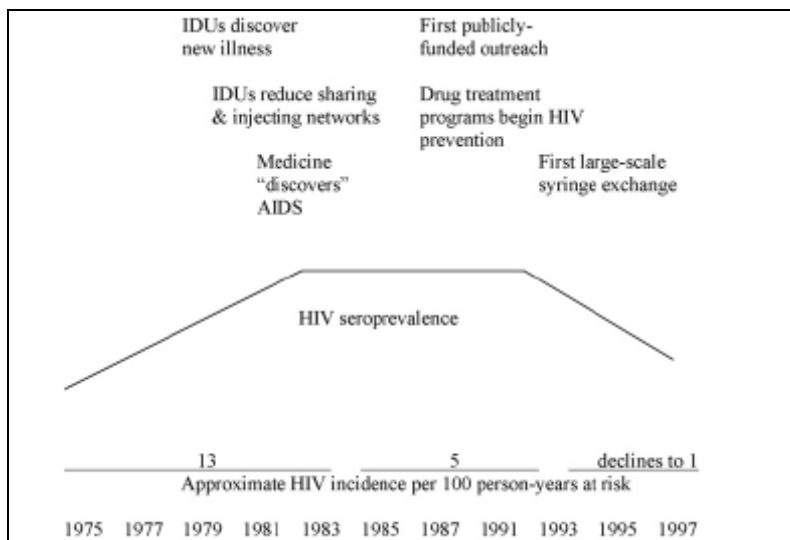 IDUs discover
new illness
First publicly-
funded outreach
IDUs reduce sharing
& injecting networks
Drug treatment
programs begin HIV
prevention
Medicine
“discovers”
AIDS
First large-scale
syringe exchange
HIV seroprevalence
13 5 declines to 1
Approximate HIV incidence per 100 person-years at risk
1975 1977 1979 1981 1983 1985 1987 1991 1993 1995 1997